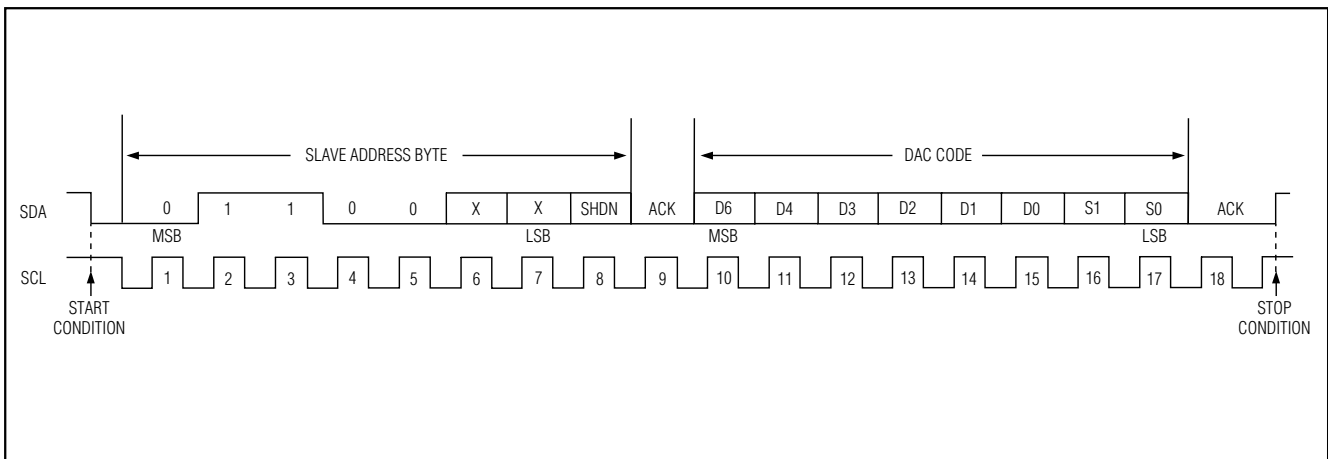 SLAVE ADDRESS BYTE DAC CODE
SDA 0 1 1 0 0 X X SHDN ACK D6 D4 D3 D2 D1 D0 S1 S0 ACK
MSB LSB MSB LSB
SCL 1 2 3 4 5 6 7 8 9 10 11 12 13 14 15 16 17 18
START CONDITION STOP CONDITION